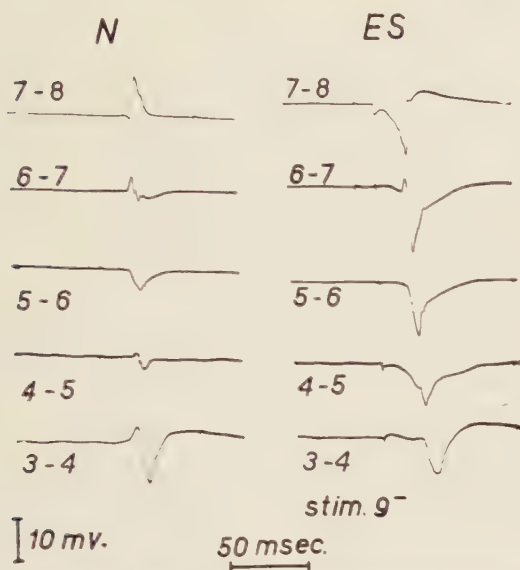 N ES
7-8 7-8
6-7 6-7
5-6 5-6
4-5 4-5
3-4 3-4
stim. 9⁻
10 mv. 50 msec.